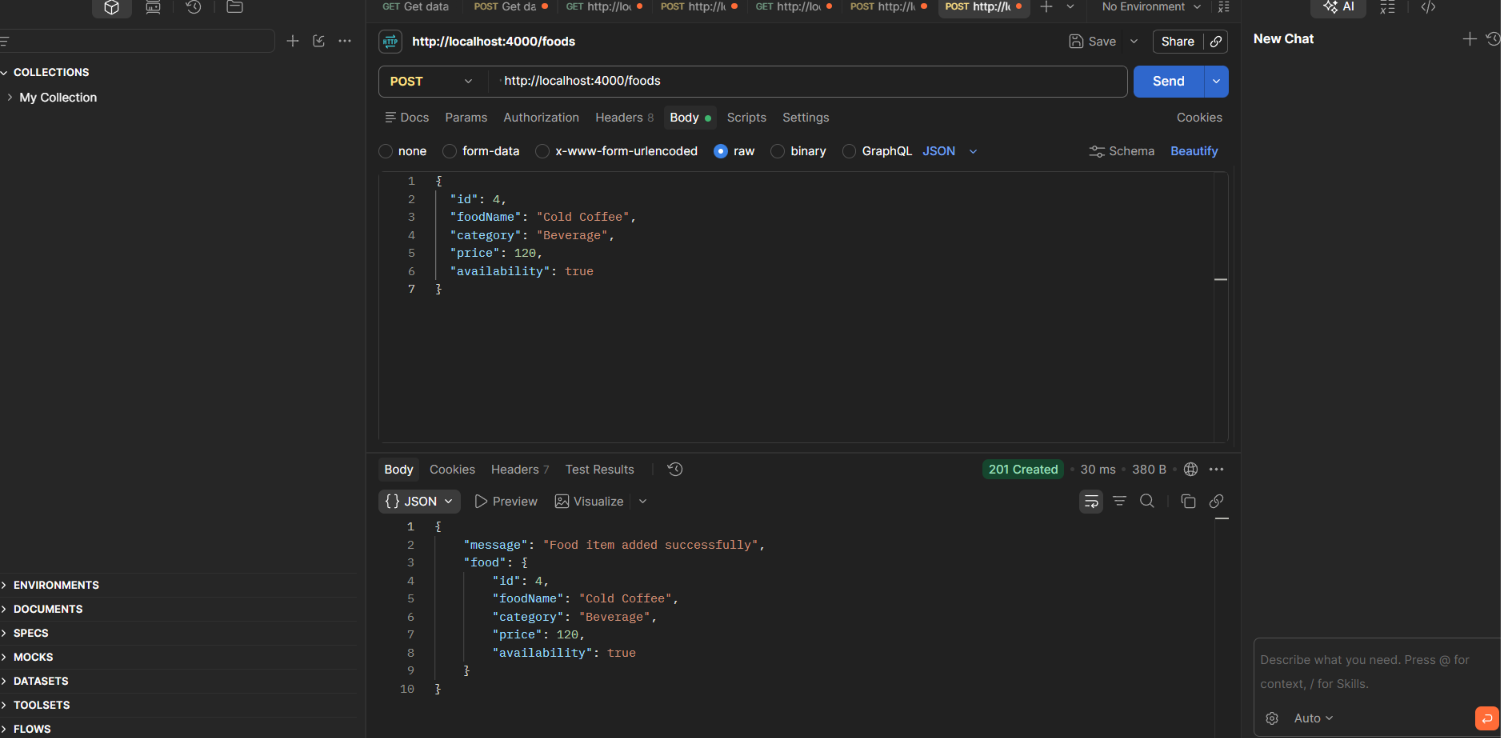 GET Get data POST Get da GET http://loc POST http://l GET http://loc POST http://l POST http://l No Environment AI
HTTP http://localhost:4000/foods Save Share New Chat
COLLECTIONS
My Collection
POST http://localhost:4000/foods Send
Docs Params Authorization Headers 8 Body Scripts Settings Cookies
none form-data x-www-form-urlencoded raw binary GraphQL JSON Schema Beautify
1 {
2 "id": 4,
3 "foodName": "Cold Coffee",
4 "category": "Beverage",
5 "price": 120,
6 "availability": true
7 }
Body Cookies Headers 7 Test Results 201 Created • 30 ms • 380 B
{} JSON Preview Visualize
1 {
2 "message": "Food item added successfully",
3 "food": {
4 "id": 4,
5 "foodName": "Cold Coffee",
6 "category": "Beverage",
7 "price": 120,
8 "availability": true
9 }
10 }
ENVIRONMENTS
DOCUMENTS
SPECS
MOCKS
DATASETS
TOOLSETS
FLOWS
Describe what you need. Press @ for
context, / for Skills.
Auto